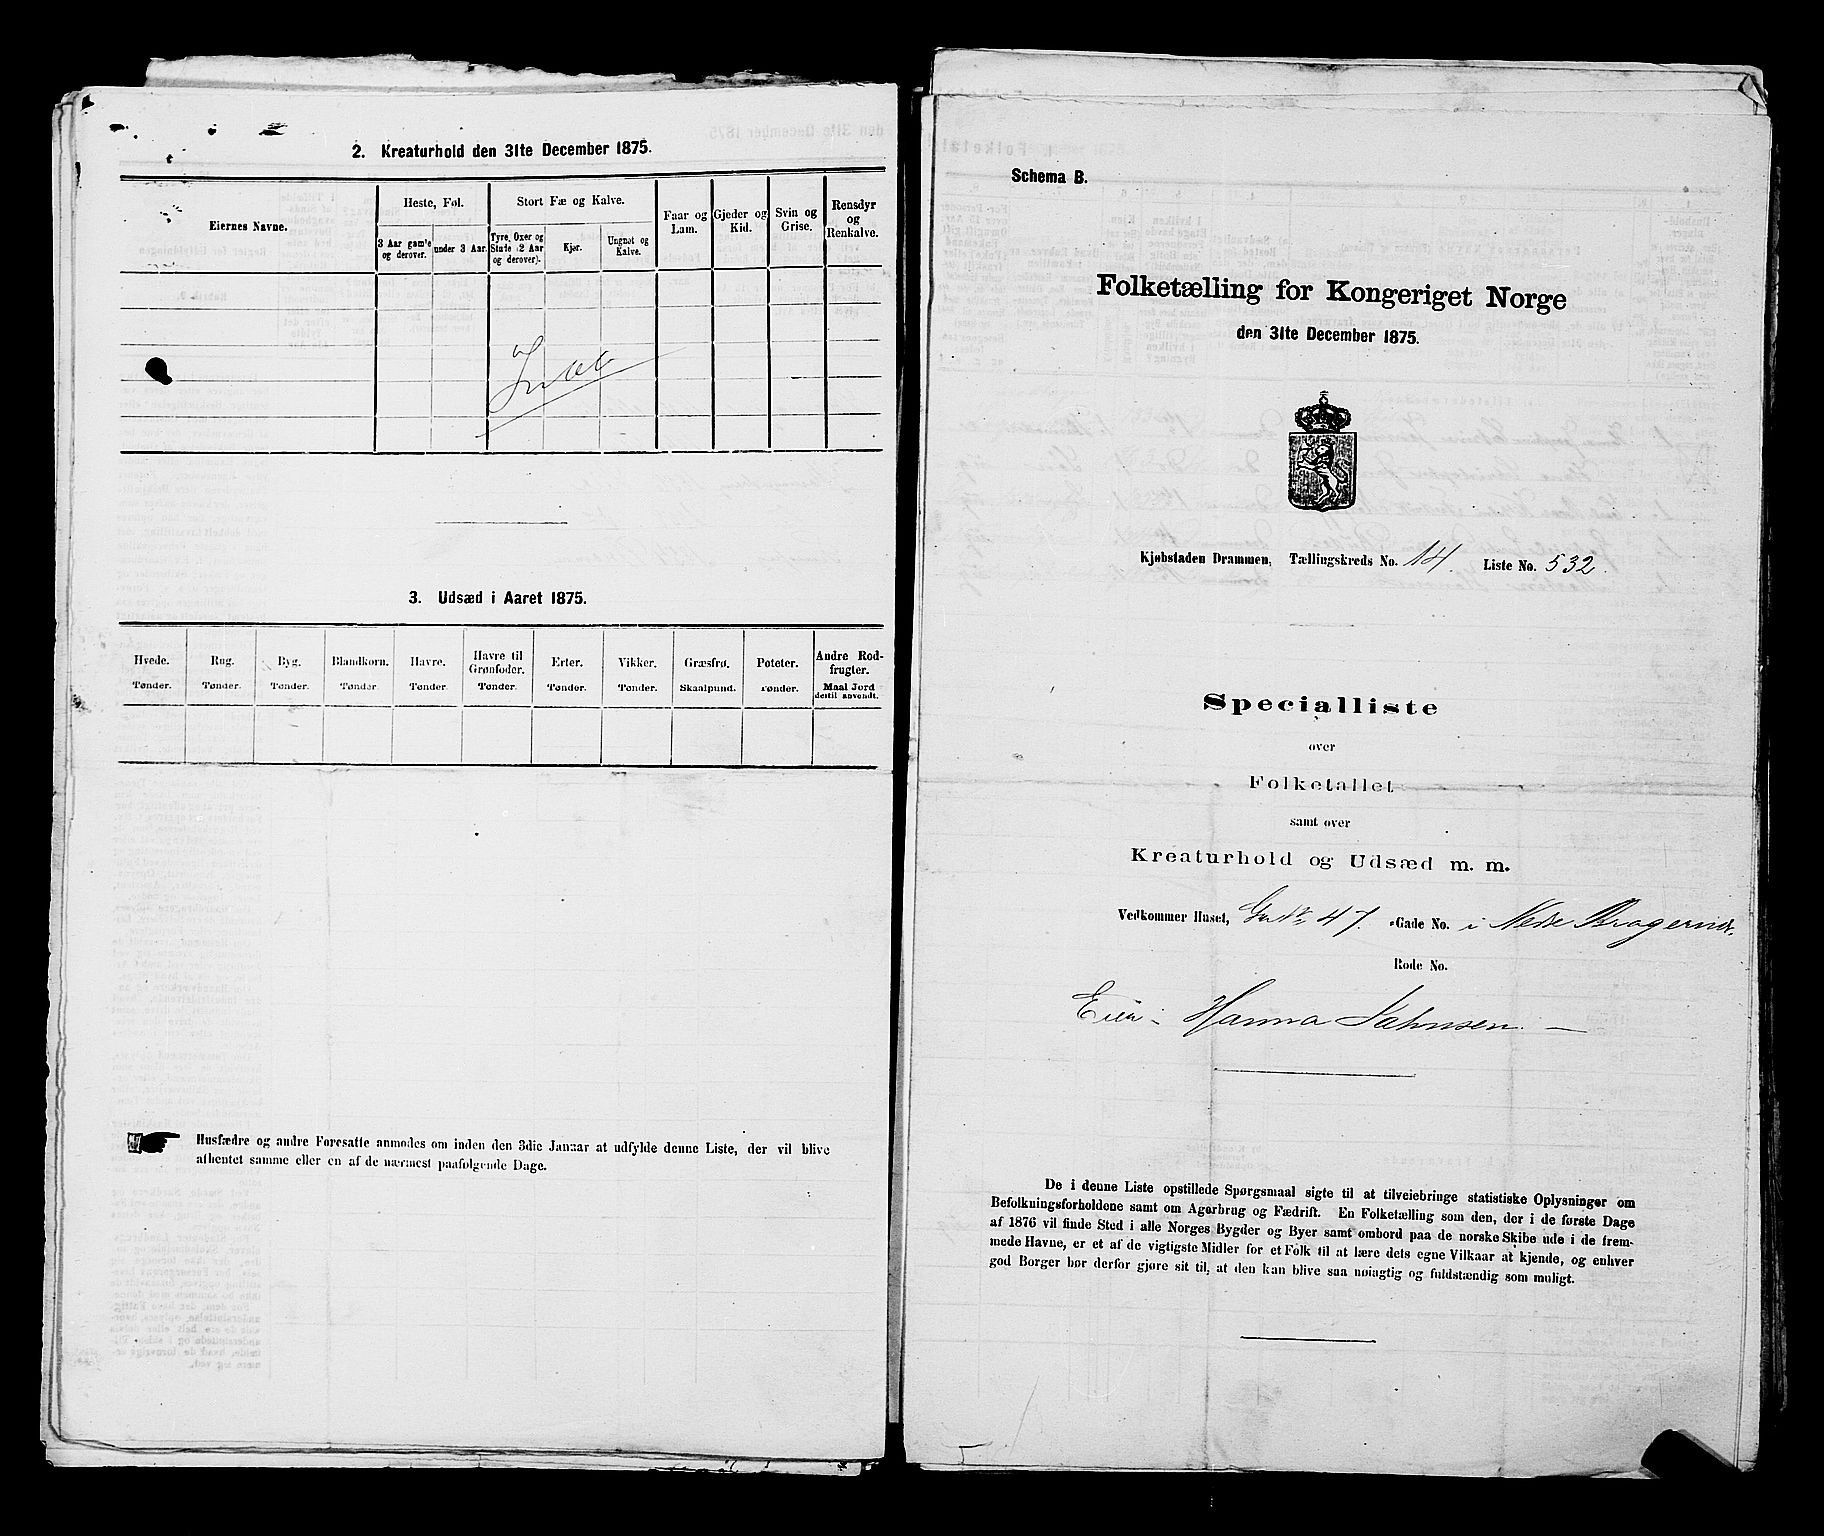 2. Kreaturhold den 31te December 1875.
Eiernes Navne.
Heste, Føl.
Stort Fæ og Kalve.
Faar og Lam.
Gjeder og Kid.
Svin og Grise.
Rensdyr og Renkalve.
3 Aar gam'e og derover.
under 3 Aar.
Tyre, Oxer og Stude (2 Aar og derover).
Kjør.
Ungnøt og Kalve.
3. Udsæd i Aaret 1875.
Hvede. Rug. Byg. Blandkorn. Havre. Havre til Grønfoder. Erter. Vikker. Græsfrø. Poteter. Andre Rodfrugter.
Tønder. Tønder. Tønder. Tønder. Tønder. Tønder. Tønder. Tønder. Skaalpund. Tønder. Maal Jord dertil anvendt.
Husfædre og andre Foresatte anmodes om inden den 3die Januar at udfylde denne Liste, der vil blive
afhentet samme eller en af de nærmest paafølgende Dage.
Schema B.
Folketælling for Kongeriget Norge
den 31te December 1875.
Kjøbstaden Drammen, Tællingskreds No. 14. Liste No. 532.
Specialliste
over
Folketallet
samt over
Kreaturhold og Udsæd m. m.
Vedkommer Huset, 47. Gade No. i Nedre Bragernes.
Rode No.
Eier: Hanna Jahnsen. —
De i denne Liste opstillede Spørgsmaal sigte til at tilveiebringe statistiske Oplysninger om
Befolkningsforholdene samt om Agerbrug og Fædrift. En Folketælling som den, der i de første Dage
af 1876 vil finde Sted i alle Norges Bygder og Byer samt ombord paa de norske Skibe ude i de frem-
mede Havne, er et af de vigtigste Midler for et Folk til at lære dets egne Vilkaar at kjende, og enhver
god Borger bør derfor gjøre sit til, at den kan blive saa nøiagtig og fuldstændig som muligt.